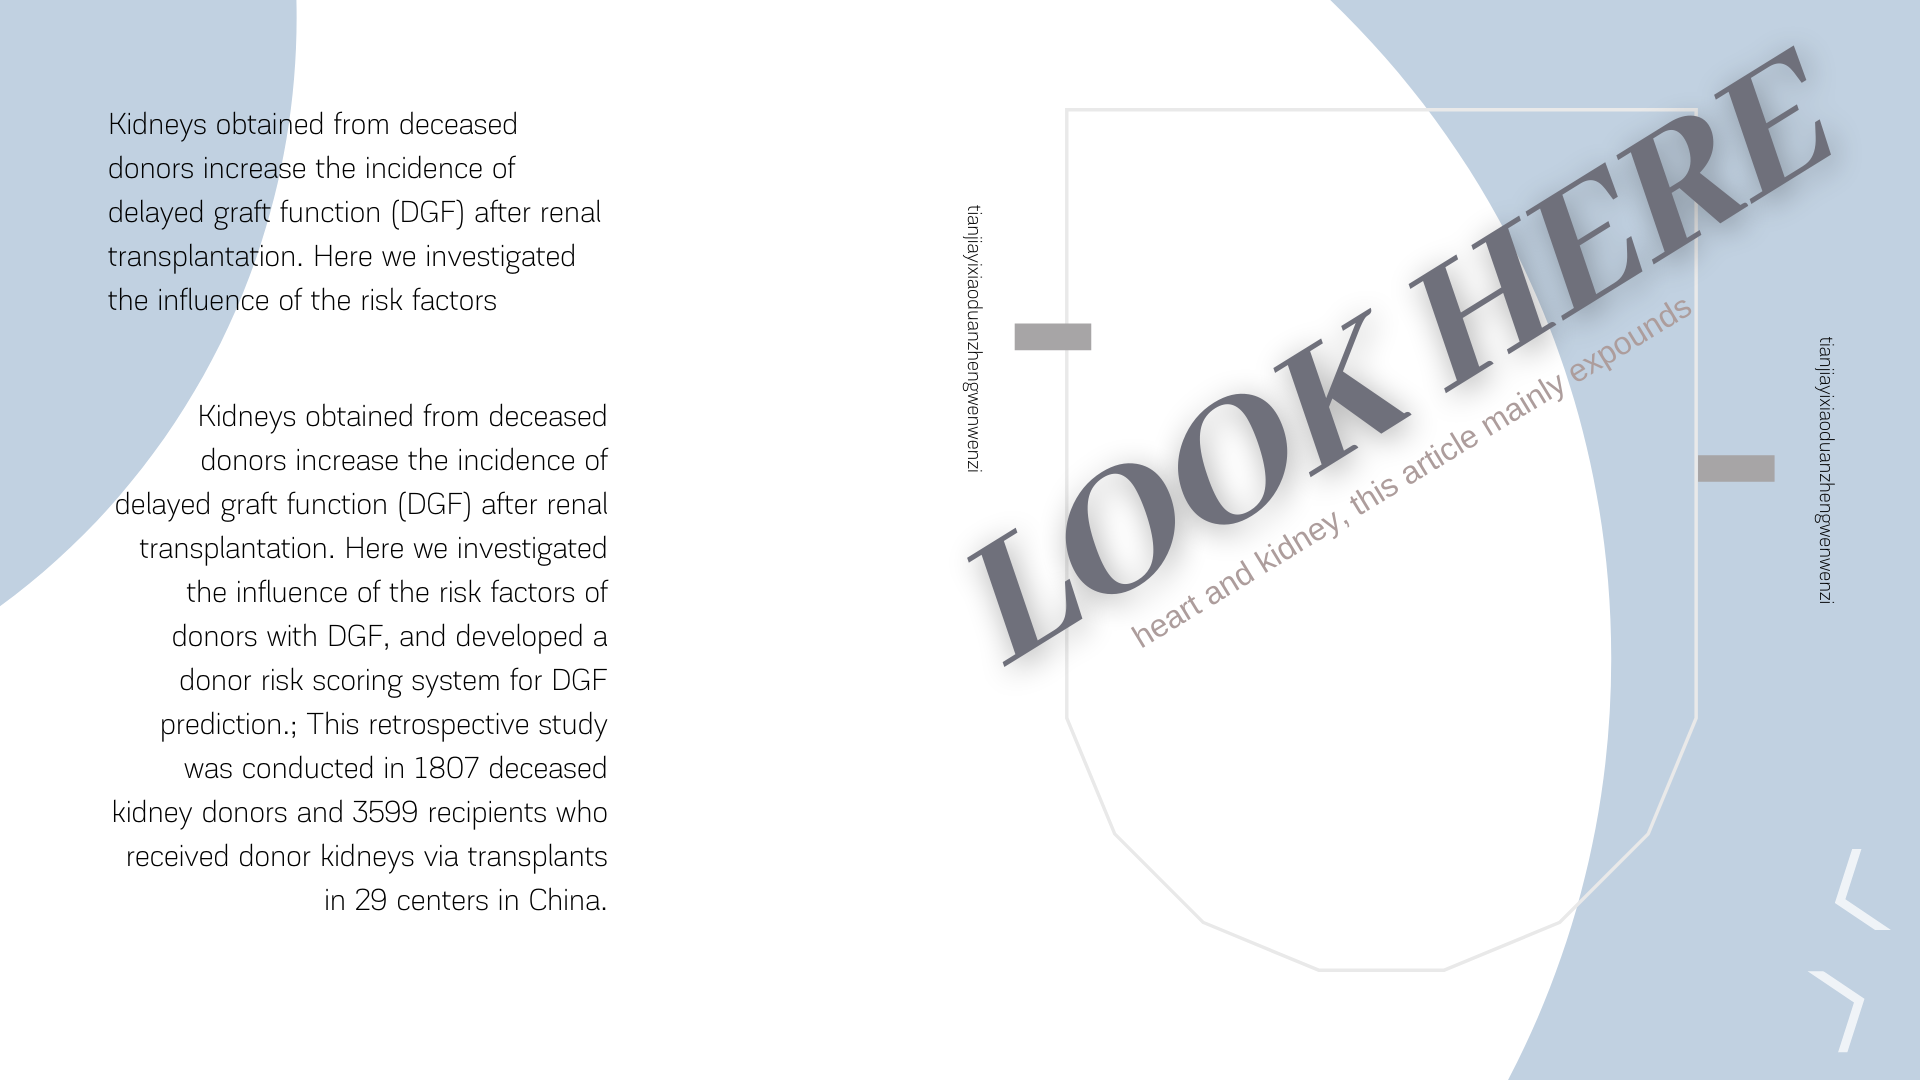 Kidneys obtained from deceased
donors increase the incidence of
delayed graft function (DGF) after renal
transplantation. Here we investigated
the influence of the risk factors
Kidneys obtained from deceased
donors increase the incidence of
delayed graft function (DGF) after renal
transplantation. Here we investigated
the influence of the risk factors of
donors with DGF, and developed a
donor risk scoring system for DGF
prediction.; This retrospective study
was conducted in 1807 deceased
kidney donors and 3599 recipients who
received donor kidneys via transplants
in 29 centers in China.
tianjiayixiaoduanzhengwenwenzi
LOOK HERE
heart and kidney, this article mainly expounds
tianjiayixiaoduanzhengwenwenzi